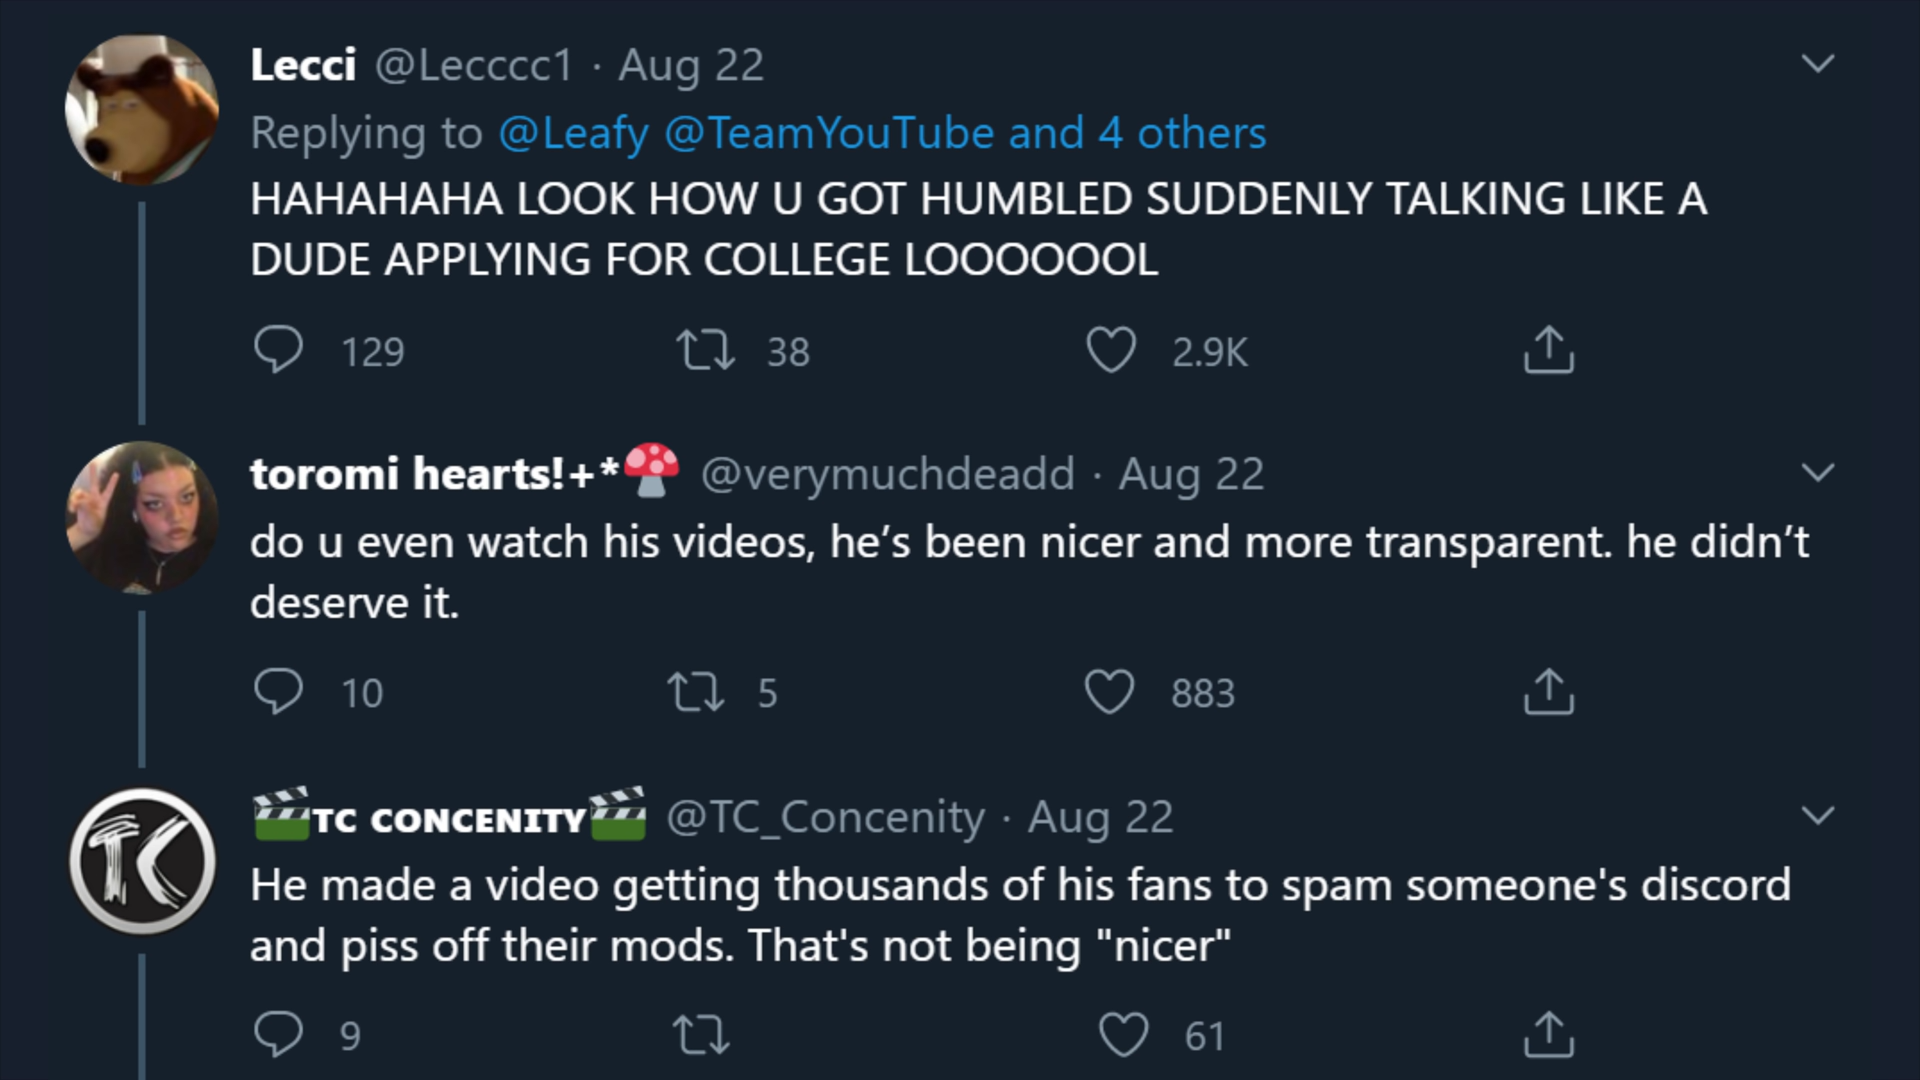 Lecci @Lecccc1 · Aug 22
Replying to @Leafy @TeamYouTube and 4 others
HAHAHAHA LOOK HOW U GOT HUMBLED SUDDENLY TALKING LIKE A
DUDE APPLYING FOR COLLEGE LOOOOOOL
129 38 2.9K
toromi hearts!+*🍄 @verymuchdeadd · Aug 22
do u even watch his videos, he’s been nicer and more transparent. he didn’t
deserve it.
10 5 883
🎬TC CONCENITY🎬 @TC_Concenity · Aug 22
TC
He made a video getting thousands of his fans to spam someone's discord
and piss off their mods. That's not being "nicer"
9 61